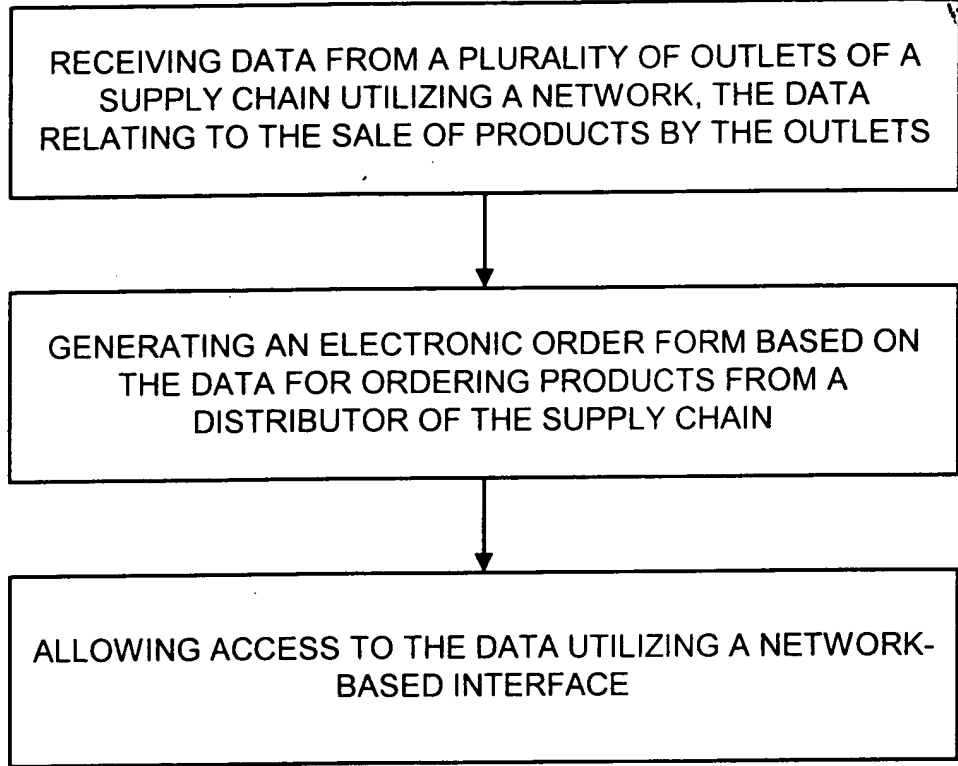 RECEIVING DATA FROM A PLURALITY OF OUTLETS OF A
SUPPLY CHAIN UTILIZING A NETWORK, THE DATA
RELATING TO THE SALE OF PRODUCTS BY THE OUTLETS
GENERATING AN ELECTRONIC ORDER FORM BASED ON
THE DATA FOR ORDERING PRODUCTS FROM A
DISTRIBUTOR OF THE SUPPLY CHAIN
ALLOWING ACCESS TO THE DATA UTILIZING A NETWORK-
BASED INTERFACE